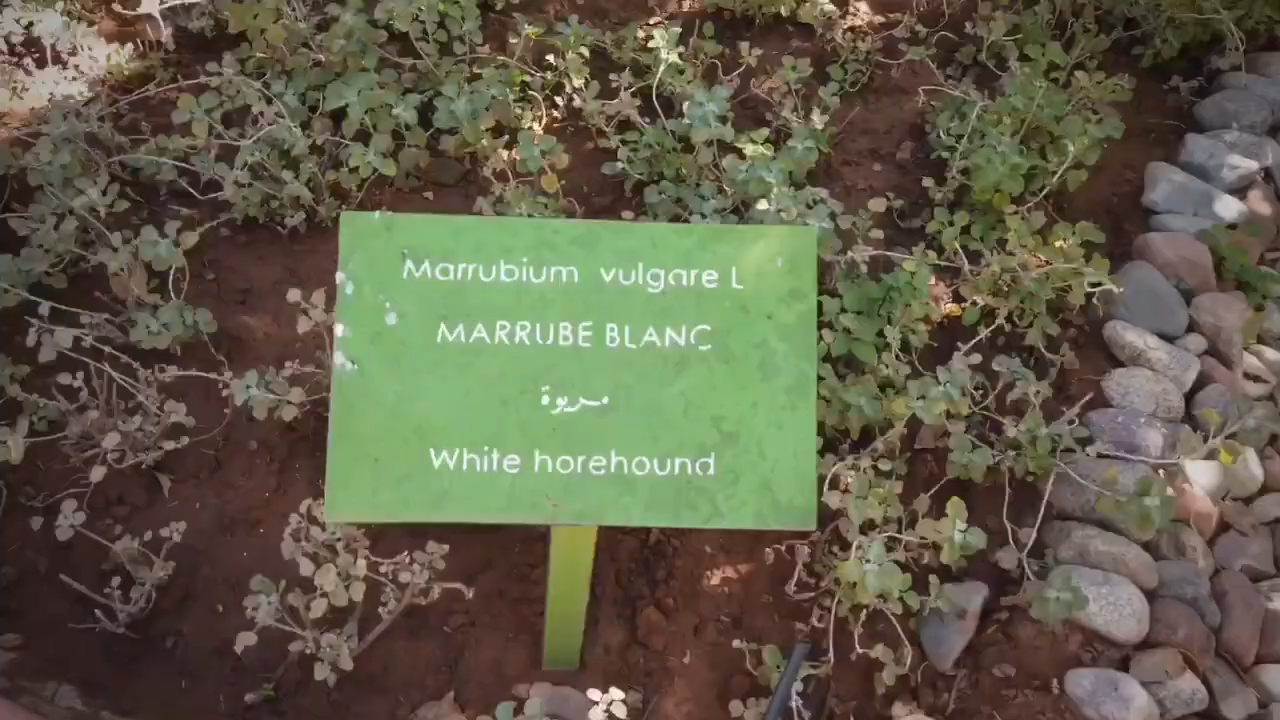 Marrubium vulgare L
MARRUBE BLANC
مريوة
White horehound